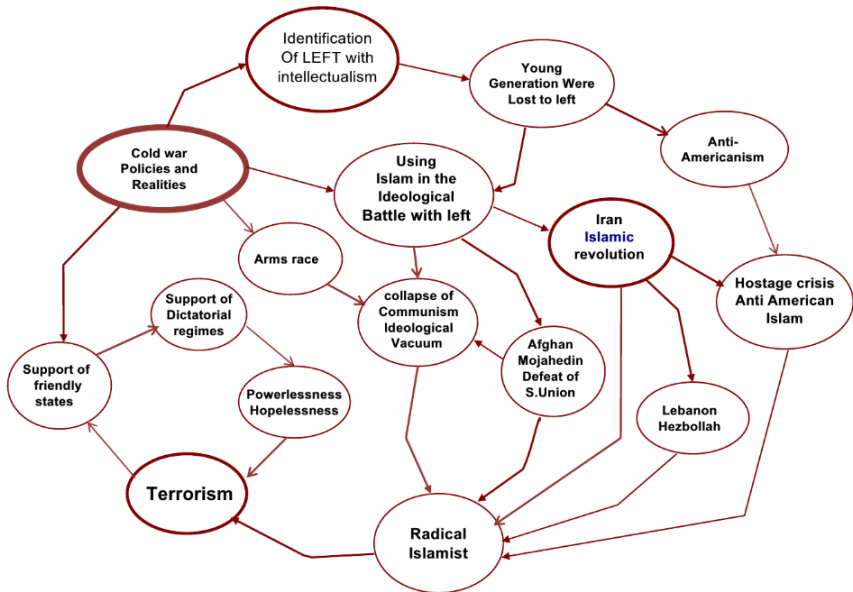 Identification
Of LEFT with
intellectualism
Young
Generation Were
Lost to left
Anti-
Americanism
Cold war
Policies and
Realities
Using
Islam in the
Ideological
Battle with left
Iran
Islamic
revolution
Arms race
Hostage crisis
Anti American
Islam
Support of
Dictatorial
regimes
collapse of
Communism
Ideological
Vacuum
Afghan
Mojahedin
Defeat of
S.Union
Support of
friendly
states
Powerlessness
Hopelessness
Lebanon
Hezbollah
Terrorism
Radical
Islamist